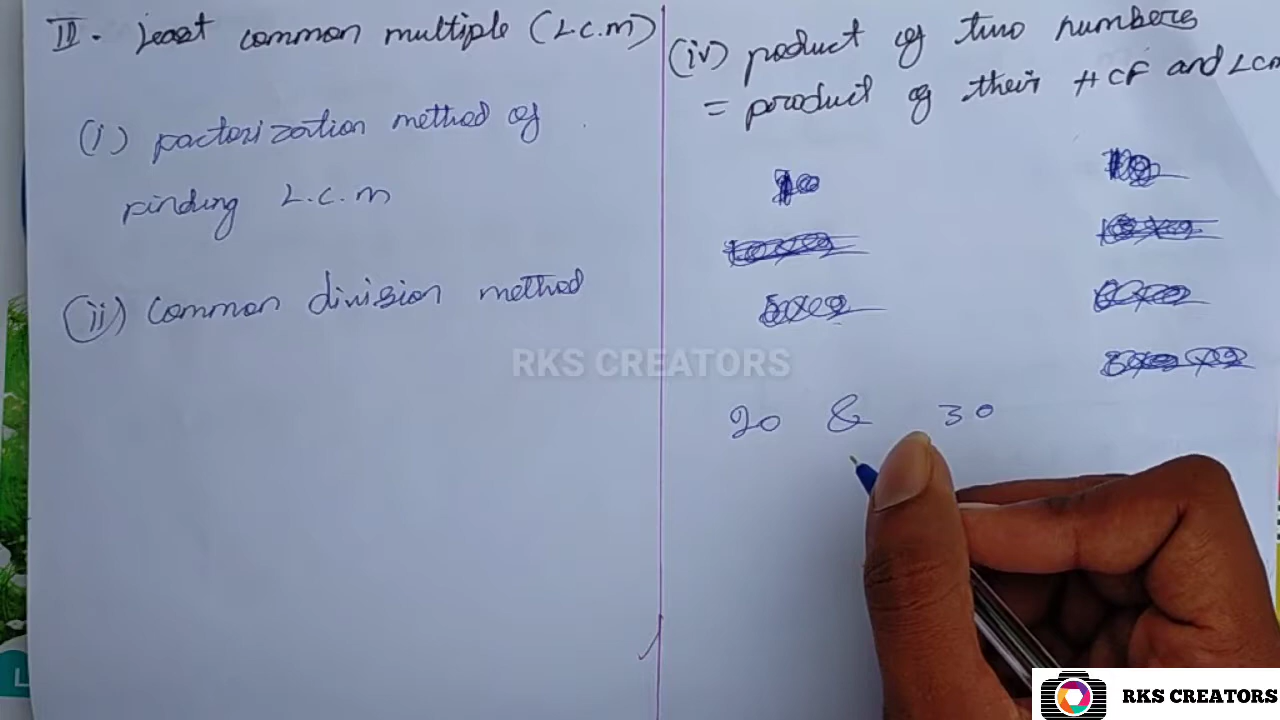 II. Least common multiple (L.C.M)
(i) Factorization method of
Finding L.C.M
(ii) Common division method
(iv) product of two numbers
= product of their HCF and LCM
20 & 30
RKS CREATORS
RKS CREATORS
L